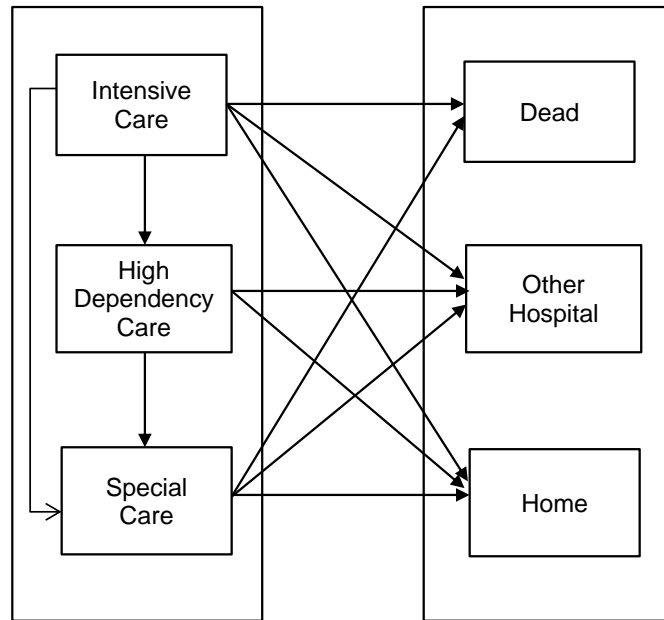 Intensive
Care
Dead
High
Dependency
Care
Other
Hospital
Special
Care
Home